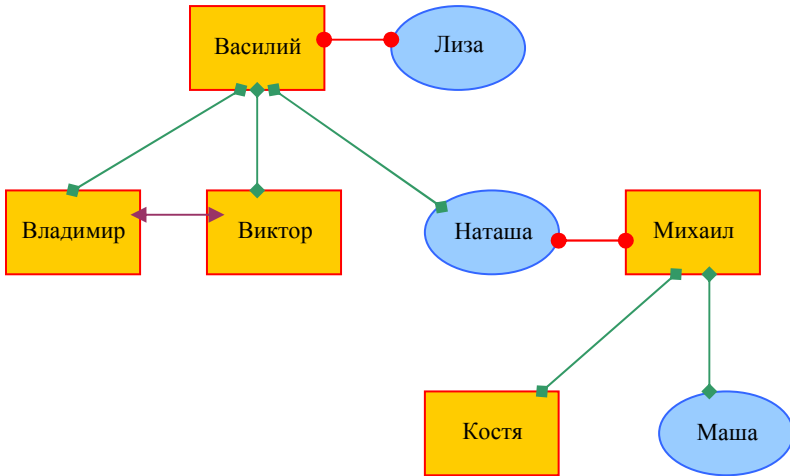 Василий
Лиза
Владимир
Виктор
Наташа
Михаил
Костя
Маша